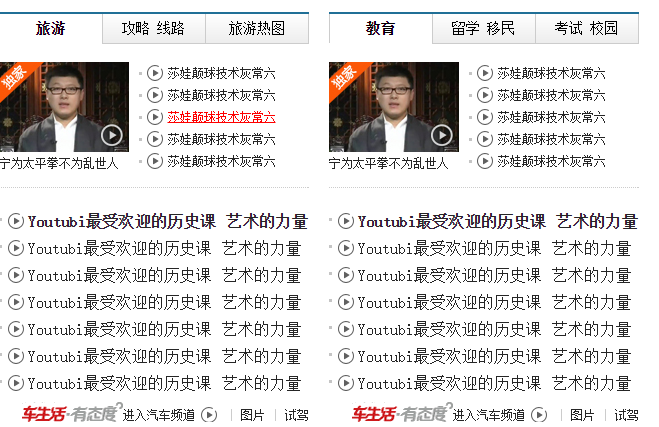 旅游 攻略 线路 旅游热图
独家
莎娃颠球技术灰常六
莎娃颠球技术灰常六
莎娃颠球技术灰常六
莎娃颠球技术灰常六
莎娃颠球技术灰常六
宁为太平拳不为乱世人
Youtubi最受欢迎的历史课 艺术的力量
Youtubi最受欢迎的历史课 艺术的力量
Youtubi最受欢迎的历史课 艺术的力量
Youtubi最受欢迎的历史课 艺术的力量
Youtubi最受欢迎的历史课 艺术的力量
Youtubi最受欢迎的历史课 艺术的力量
Youtubi最受欢迎的历史课 艺术的力量
车生活·有态度? 进入汽车频道 图片 试驾
教育 留学 移民 考试 校园
独家
莎娃颠球技术灰常六
莎娃颠球技术灰常六
莎娃颠球技术灰常六
莎娃颠球技术灰常六
莎娃颠球技术灰常六
宁为太平拳不为乱世人
Youtubi最受欢迎的历史课 艺术的力量
Youtubi最受欢迎的历史课 艺术的力量
Youtubi最受欢迎的历史课 艺术的力量
Youtubi最受欢迎的历史课 艺术的力量
Youtubi最受欢迎的历史课 艺术的力量
Youtubi最受欢迎的历史课 艺术的力量
Youtubi最受欢迎的历史课 艺术的力量
车生活·有态度? 进入汽车频道 图片 试驾